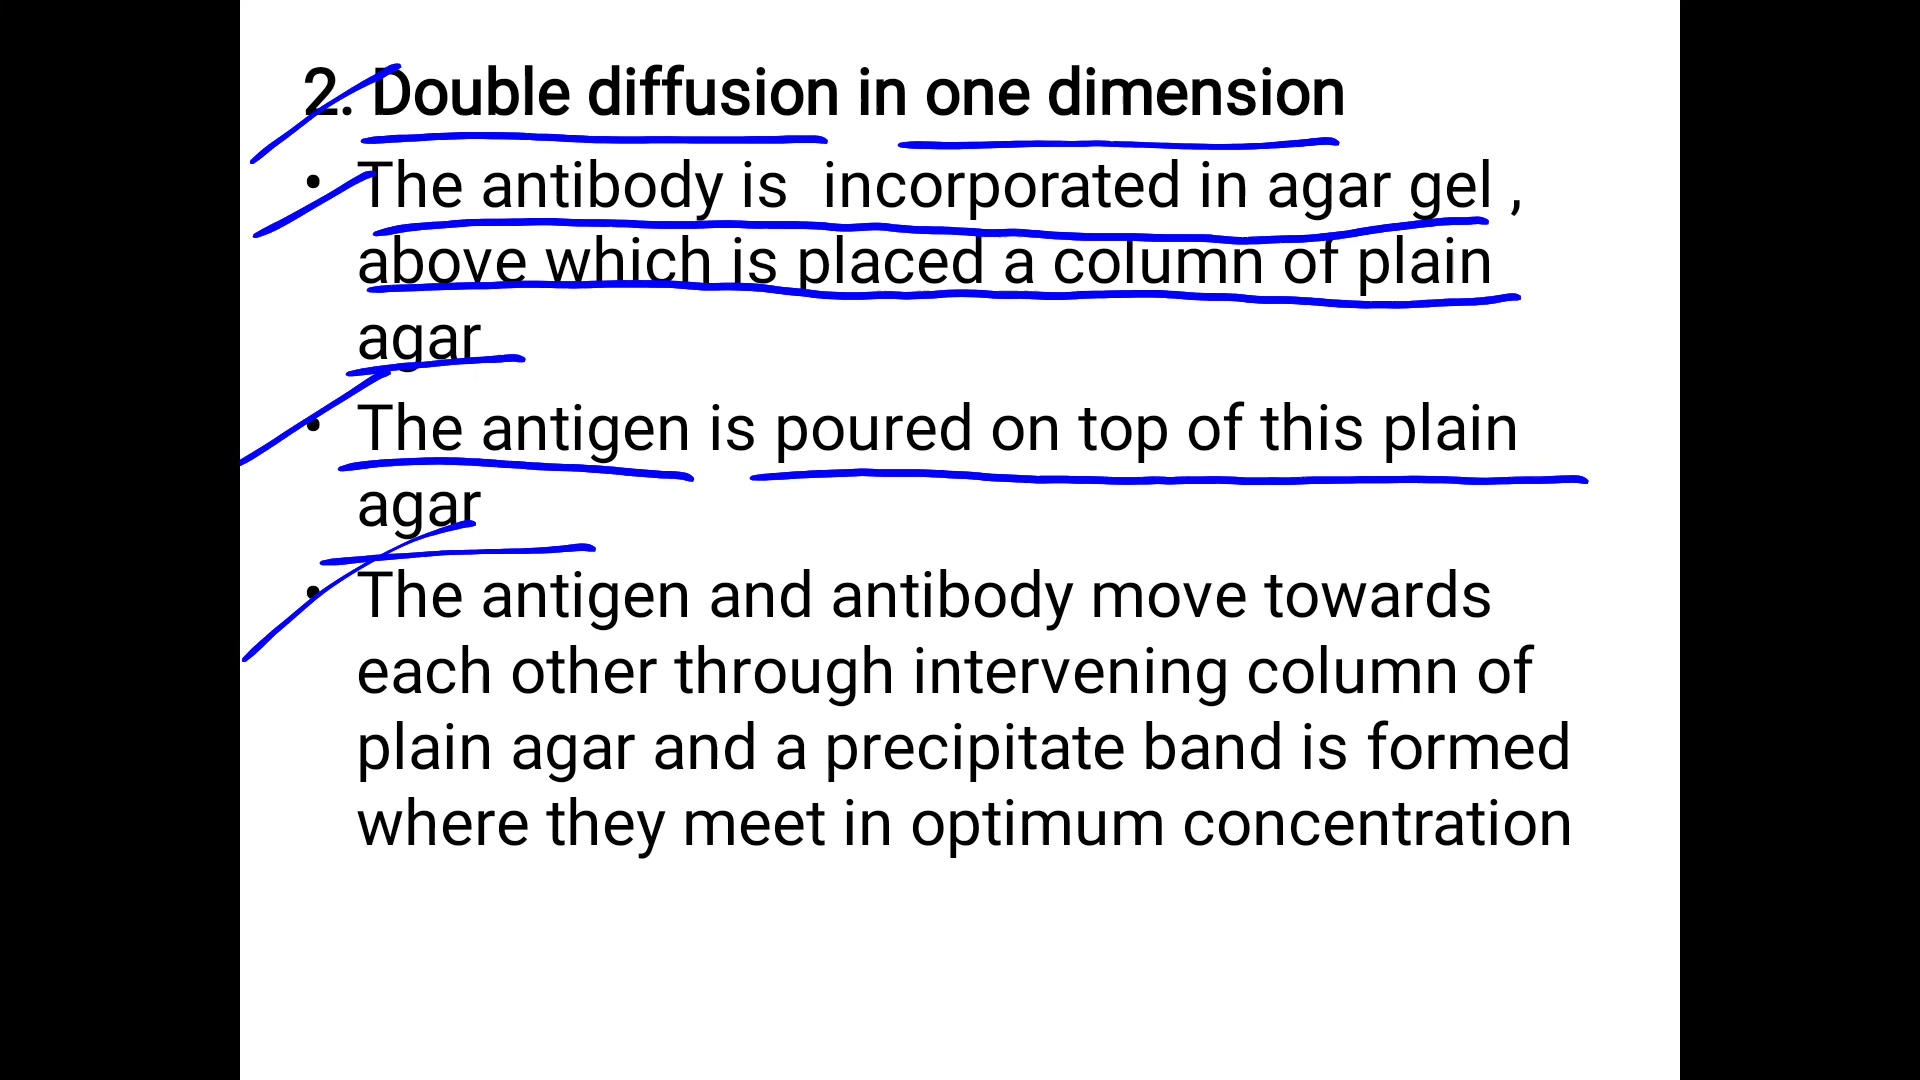 2. Double diffusion in one dimension
• The antibody is incorporated in agar gel ,
above which is placed a column of plain
agar
• The antigen is poured on top of this plain
agar
• The antigen and antibody move towards
each other through intervening column of
plain agar and a precipitate band is formed
where they meet in optimum concentration